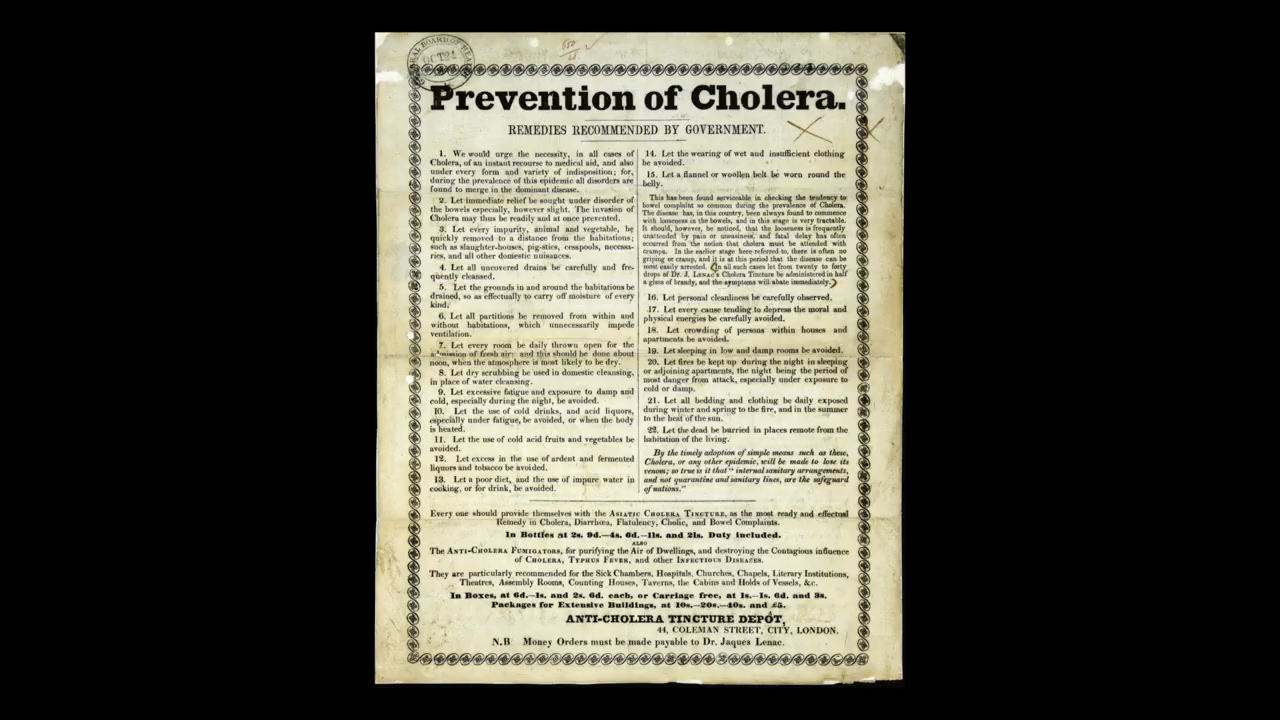 GENERAL BOARD OF HEALTH
OCT 24
Prevention of Cholera.
REMEDIES RECOMMENDED BY GOVERNMENT.
1. We would urge the necessity, in all cases of
Cholera, of an instant recourse to medical aid, and also
under every form and variety of indisposition; for,
during the prevalence of this epidemic all disorders are
found to merge in the dominant disease.
2. Let immediate relief be sought under disorder of
the bowels especially, however slight. The invasion of
Cholera may thus be readily and at once prevented.
3. Let every impurity, animal and vegetable, be
quickly removed to a distance from the habitations;
such as slaughter-houses, pig-sties, cesspools, necessa-
ries, and all other domestic nuisances.
4. Let all uncovered drains be carefully and fre-
quently cleansed.
5. Let the grounds in and around the habitations be
drained, so as effectually to carry off moisture of every
kind.
6. Let all partitions be removed from within and
without habitations, which unnecessarily impede
ventilation.
7. Let every room be daily thrown open for the
admission of fresh air; and this should be done about
noon, when the atmosphere is most likely to be dry.
8. Let dry scrubbing be used in domestic cleansing,
in place of water cleansing.
9. Let excessive fatigue and exposure to damp and
cold, especially during the night, be avoided.
10. Let the use of cold drinks, and acid liquors,
especially under fatigue, be avoided, or when the body
is heated.
11. Let the use of cold acid fruits and vegetables be
avoided.
12. Let excess in the use of ardent and fermented
liquors and tobacco be avoided.
13. Let a poor diet, and the use of impure water in
cooking, or for drink, be avoided.
14. Let the wearing of wet and insufficient clothing
be avoided.
15. Let a flannel or woollen belt be worn round the
belly.
This has been found serviceable in checking the tendency to
bowel complaint so common during the prevalence of Cholera.
The disease has, in this country, been always found to commence
with looseness in the bowels, and in this stage is very tractable.
It should, however, be noticed, that the looseness is frequently
unattended by pain or uneasiness, and fatal delay has often
occurred from the notion that cholera must be attended with
cramps. In the earlier stage here referred to, there is often no
griping or cramp, and it is at this period that the disease can be
most easily arrested. In all such cases let from twenty to forty
drops of Dr. J. LENAC'S Cholera Tincture be administered in half
a glass of brandy, and the symptoms will abate immediately.
16. Let personal cleanliness be carefully observed.
17. Let every cause tending to depress the moral and
physical energies be carefully avoided.
18. Let crowding of persons within houses and
apartments be avoided.
19. Let sleeping in low and damp rooms be avoided.
20. Let fires be kept up during the night in sleeping
or adjoining apartments, the night being the period of
most danger from attack, especially under exposure to
cold or damp.
21. Let all bedding and clothing be daily exposed
during winter and spring to the fire, and in the summer
to the heat of the sun.
22. Let the dead be burried in places remote from the
habitation of the living.
By the timely adoption of simple means such as these,
Cholera, or any other epidemic, will be made to lose its
venom; so true is it that "internal sanitary arrangements,
and not quarantine and sanitary lines, are the safeguard
of nations."
Every one should provide themselves with the ASIATIC CHOLERA TINCTURE, as the most ready and effectual
Remedy in Cholera, Diarrhœa, Flatulency, Cholic, and Bowel Complaints.
In Bottles at 2s. 9d.—4s. 6d.—11s. and 21s. Duty included.
ALSO
The ANTI-CHOLERA FUMIGATORS, for purifying the Air of Dwellings, and destroying the Contagious influence
of CHOLERA, TYPHUS FEVER, and other INFECTIOUS DISEASES.
They are particularly recommended for the Sick Chambers, Hospitals, Churches, Chapels, Literary Institutions,
Theatres, Assembly Rooms, Counting Houses, Taverns, the Cabins and Holds of Vessels, &c.
In Boxes, at 6d.—1s. and 2s. 6d. each, or Carriage free, at 1s.—1s. 6d. and 3s.
Packages for Extensive Buildings, at 10s.—20s.—40s. and £5.
ANTI-CHOLERA TINCTURE DEPÔT,
44, COLEMAN STREET, CITY, LONDON.
N.B Money Orders must be made payable to Dr. Jaques Lenac.